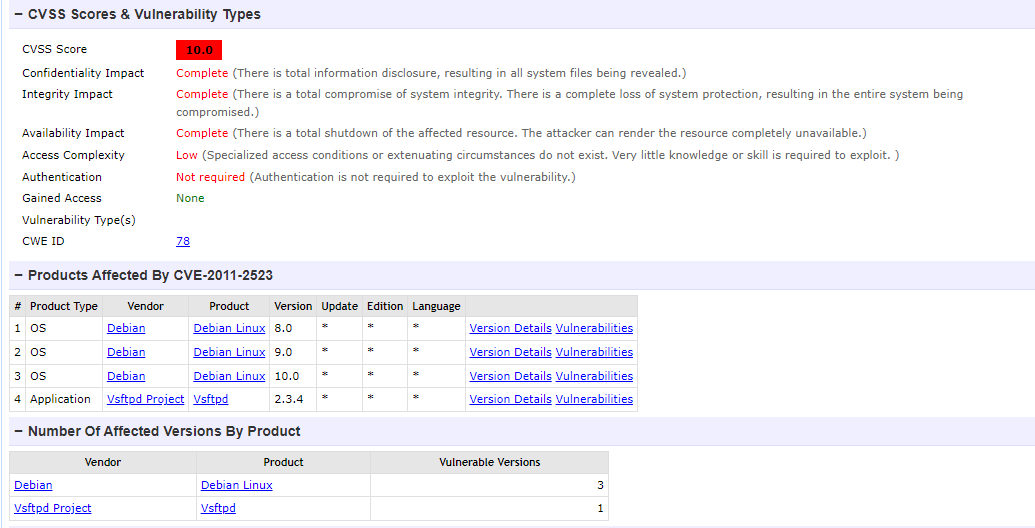 − CVSS Scores & Vulnerability Types
CVSS Score 10.0
Confidentiality Impact Complete (There is total information disclosure, resulting in all system files being revealed.)
Integrity Impact Complete (There is a total compromise of system integrity. There is a complete loss of system protection, resulting in the entire system being
compromised.)
Availability Impact Complete (There is a total shutdown of the affected resource. The attacker can render the resource completely unavailable.)
Access Complexity Low (Specialized access conditions or extenuating circumstances do not exist. Very little knowledge or skill is required to exploit. )
Authentication Not required (Authentication is not required to exploit the vulnerability.)
Gained Access None
Vulnerability Type(s)
CWE ID 78
− Products Affected By CVE-2011-2523
# Product Type Vendor Product Version Update Edition Language
1 OS Debian Debian Linux 8.0 * * * Version Details Vulnerabilities
2 OS Debian Debian Linux 9.0 * * * Version Details Vulnerabilities
3 OS Debian Debian Linux 10.0 * * * Version Details Vulnerabilities
4 Application Vsftpd Project Vsftpd 2.3.4 * * * Version Details Vulnerabilities
− Number Of Affected Versions By Product
Vendor Product Vulnerable Versions
Debian Debian Linux 3
Vsftpd Project Vsftpd 1